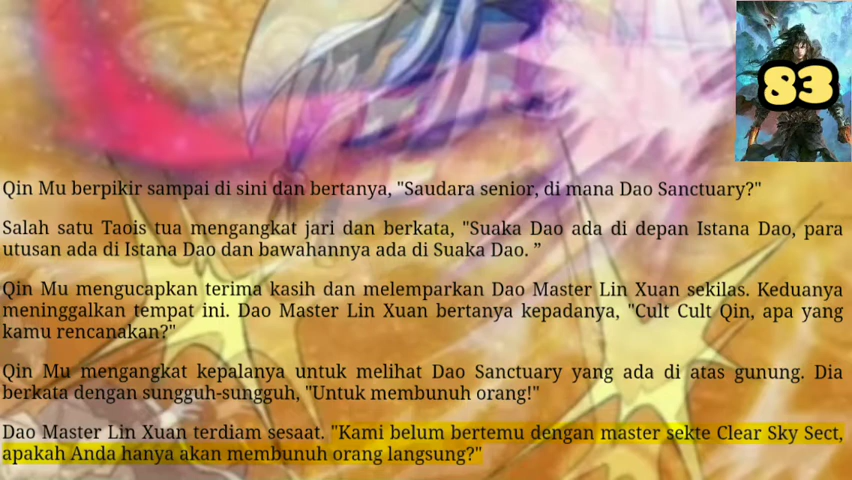 83
Qin Mu berpikir sampai di sini dan bertanya, "Saudara senior, di mana Dao Sanctuary?"
Salah satu Taois tua mengangkat jari dan berkata, "Suaka Dao ada di depan Istana Dao, para
utusan ada di Istana Dao dan bawahannya ada di Suaka Dao. ”
Qin Mu mengucapkan terima kasih dan melemparkan Dao Master Lin Xuan sekilas. Keduanya
meninggalkan tempat ini. Dao Master Lin Xuan bertanya kepadanya, "Cult Cult Qin, apa yang
kamu rencanakan?"
Qin Mu mengangkat kepalanya untuk melihat Dao Sanctuary yang ada di atas gunung. Dia
berkata dengan sungguh-sungguh, "Untuk membunuh orang!"
Dao Master Lin Xuan terdiam sesaat. "Kami belum bertemu dengan master sekte Clear Sky Sect,
apakah Anda hanya akan membunuh orang langsung?"